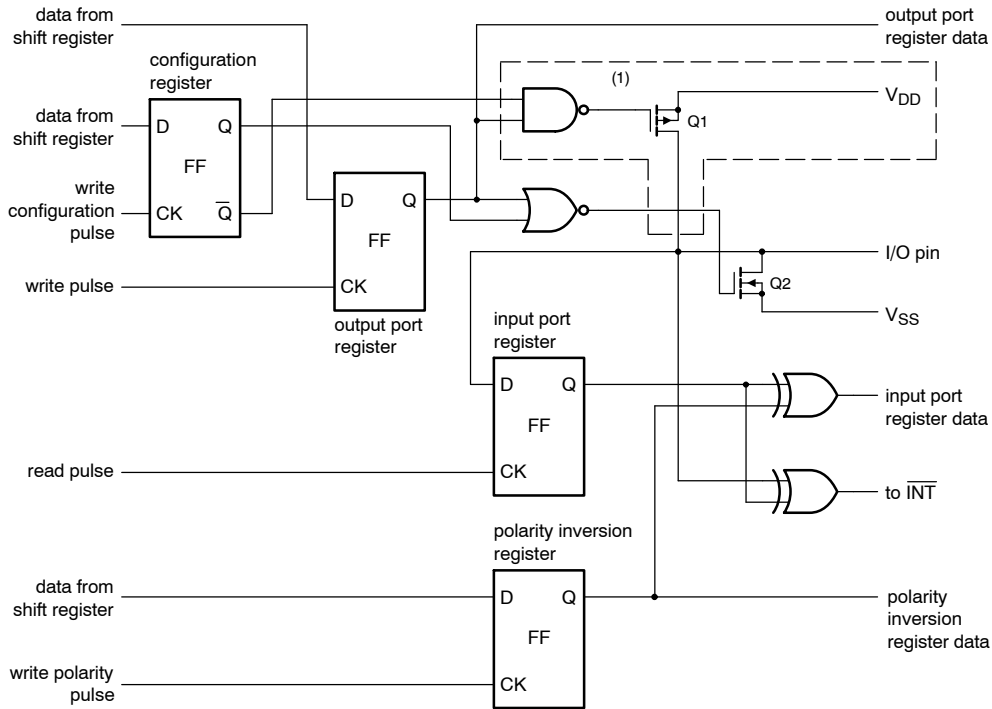 data from
shift register
output port
register data
configuration
register
(1)
VDD
Q1
data from
shift register
D
Q
FF
write
configuration
pulse
CK
Q
D
Q
FF
CK
write pulse
output port
register
I/O pin
Q2
VSS
input port
register
D
Q
FF
CK
read pulse
input port
register data
to INT
polarity inversion
register
data from
shift register
D
Q
FF
CK
polarity
inversion
register data
write polarity
pulse